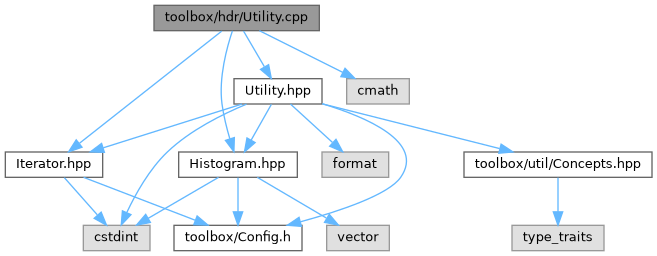 toolbox/hdr/Utility.cpp
Utility.hpp
cmath
Iterator.hpp
Histogram.hpp
format
toolbox/util/Concepts.hpp
cstdint
toolbox/Config.h
vector
type_traits